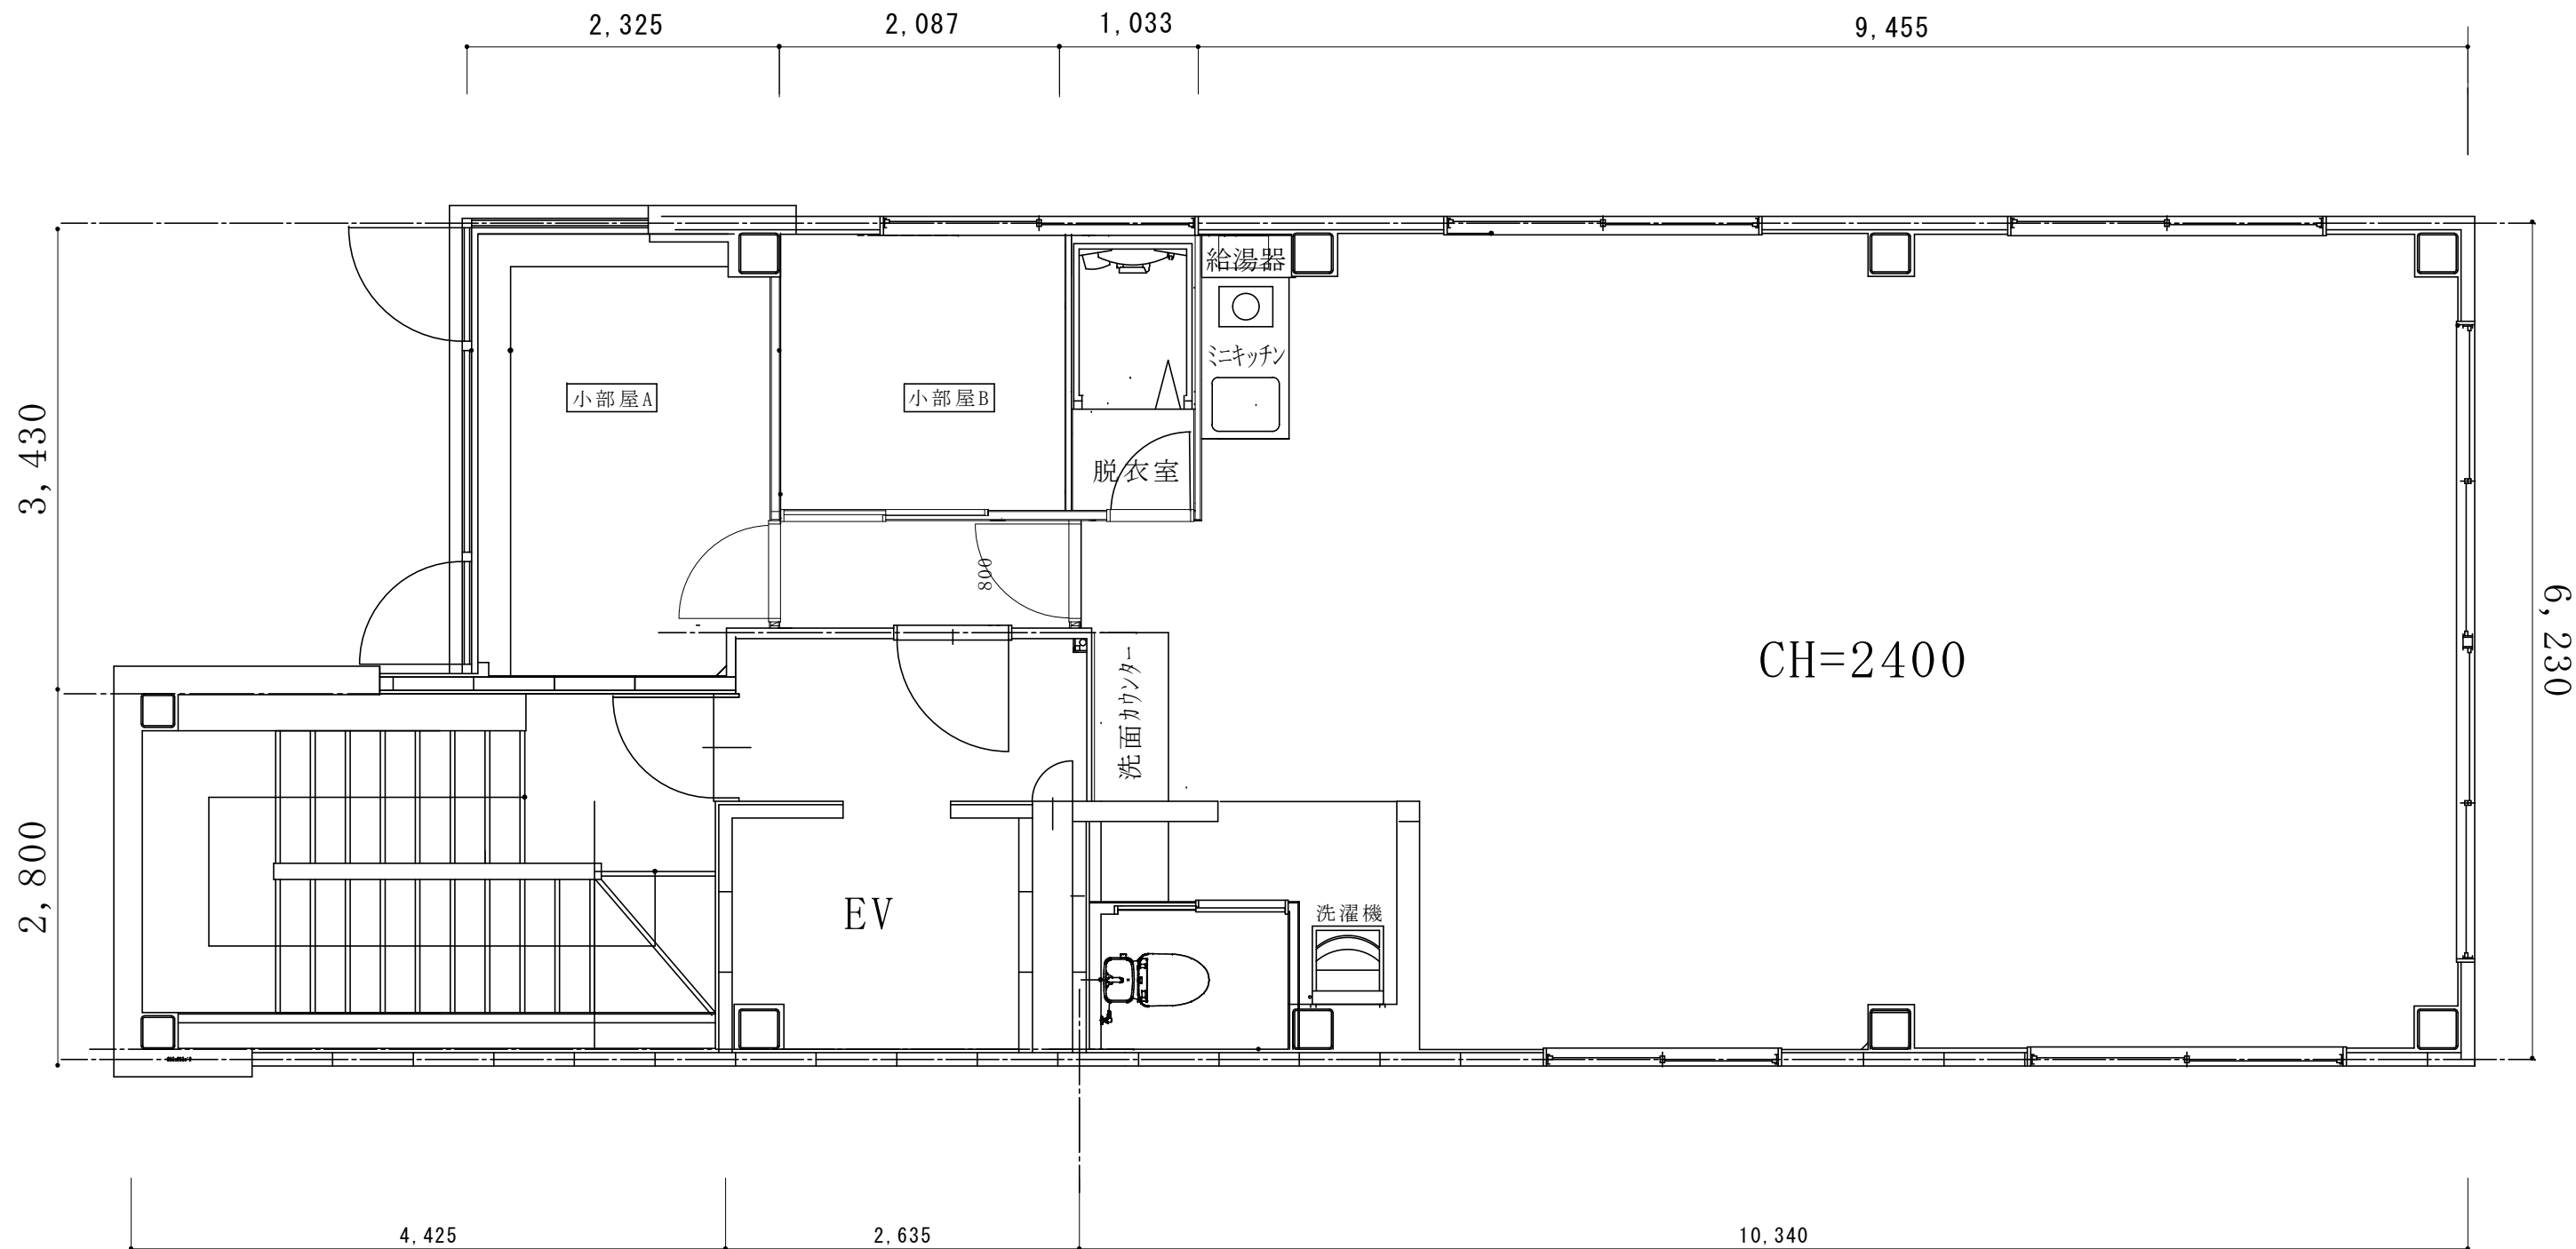 2,325
2,087
1,033
9,455
給湯器
ミニキッチン
小部屋A
小部屋B
脱衣室
3,430
800
6,230
CH=2400
洗面カウンター
2,800
EV
洗濯機
4,425
2,635
10,340